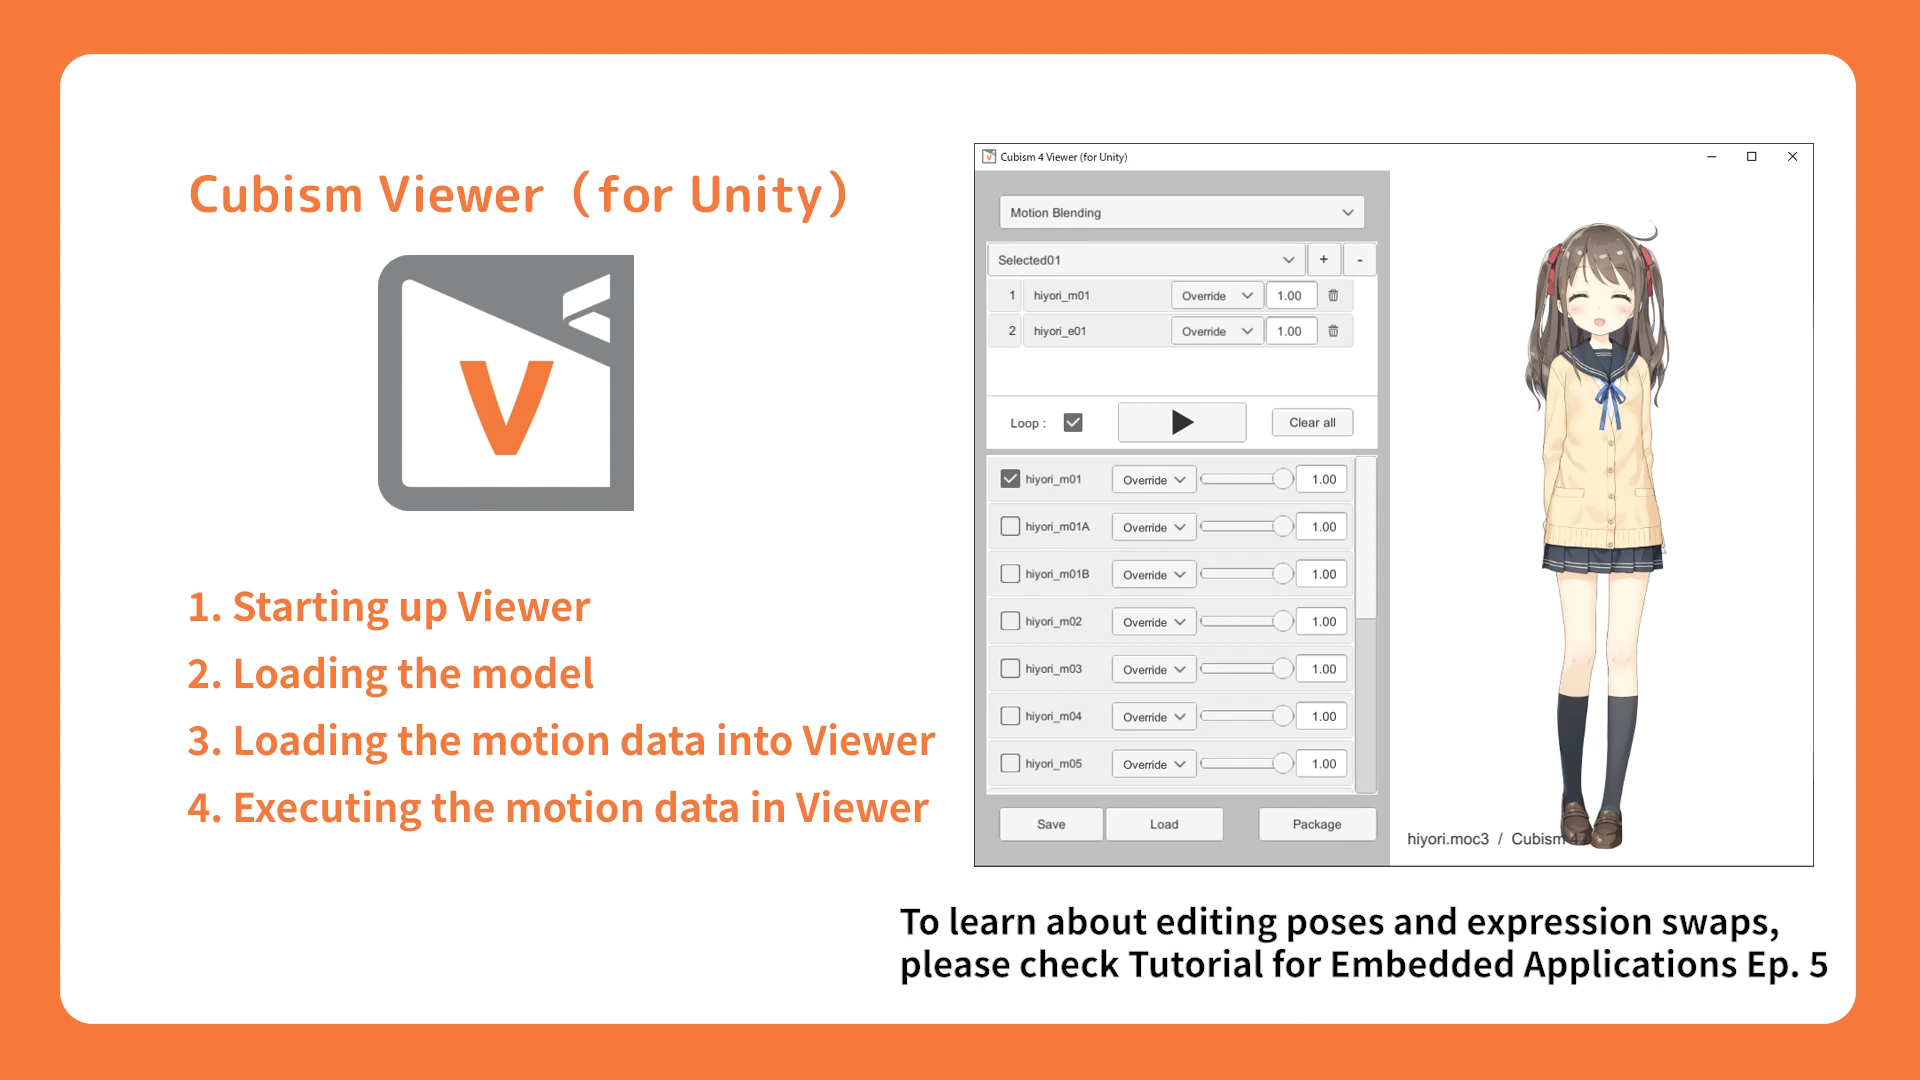 Cubism Viewer (for Unity)
V
1. Starting up Viewer
2. Loading the model
3. Loading the motion data into Viewer
4. Executing the motion data in Viewer
Cubism 4 Viewer (for Unity)
Motion Blending
Selected01 + -
1 hiyori_m01 Override 1.00
2 hiyori_e01 Override 1.00
Loop : Clear all
hiyori_m01 Override 1.00
hiyori_m01A Override 1.00
hiyori_m01B Override 1.00
hiyori_m02 Override 1.00
hiyori_m03 Override 1.00
hiyori_m04 Override 1.00
hiyori_m05 Override 1.00
Save Load Package
hiyori.moc3 / Cubism
To learn about editing poses and expression swaps,
please check Tutorial for Embedded Applications Ep. 5